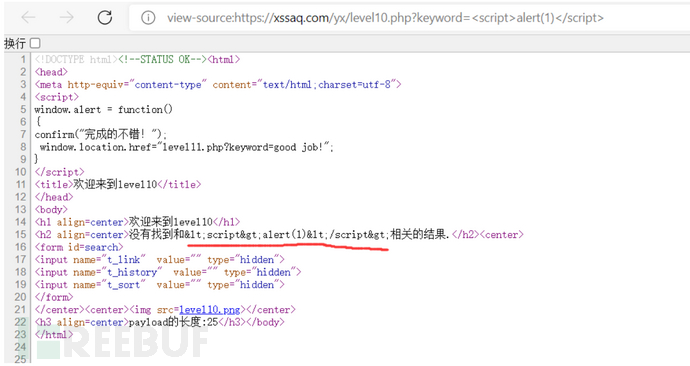 view-source:https://xssaq.com/yx/level10.php?keyword=<script>alert(1)</script>
换行
1 <!DOCTYPE html><!--STATUS OK--><html>
2 <head>
3 <meta http-equiv="content-type" content="text/html;charset=utf-8">
4 <script>
5 window.alert = function()
6 {
7 confirm("完成的不错！");
8 window.location.href="level11.php?keyword=good job!";
9 }
10 </script>
11 <title>欢迎来到level10</title>
12 </head>
13 <body>
14 <h1 align=center>欢迎来到level10</h1>
15 <h2 align=center>没有找到和&lt;script&gt;alert(1)&lt;/script&gt;相关的结果.</h2><center>
16 <form id=search>
17 <input name="t_link" value="" type="hidden">
18 <input name="t_history" value="" type="hidden">
19 <input name="t_sort" value="" type="hidden">
20 </form>
21 </center><center><img src=level10.png></center>
22 <h3 align=center>payload的长度:25</h3></body>
23 </html>
24
25
REEBUF